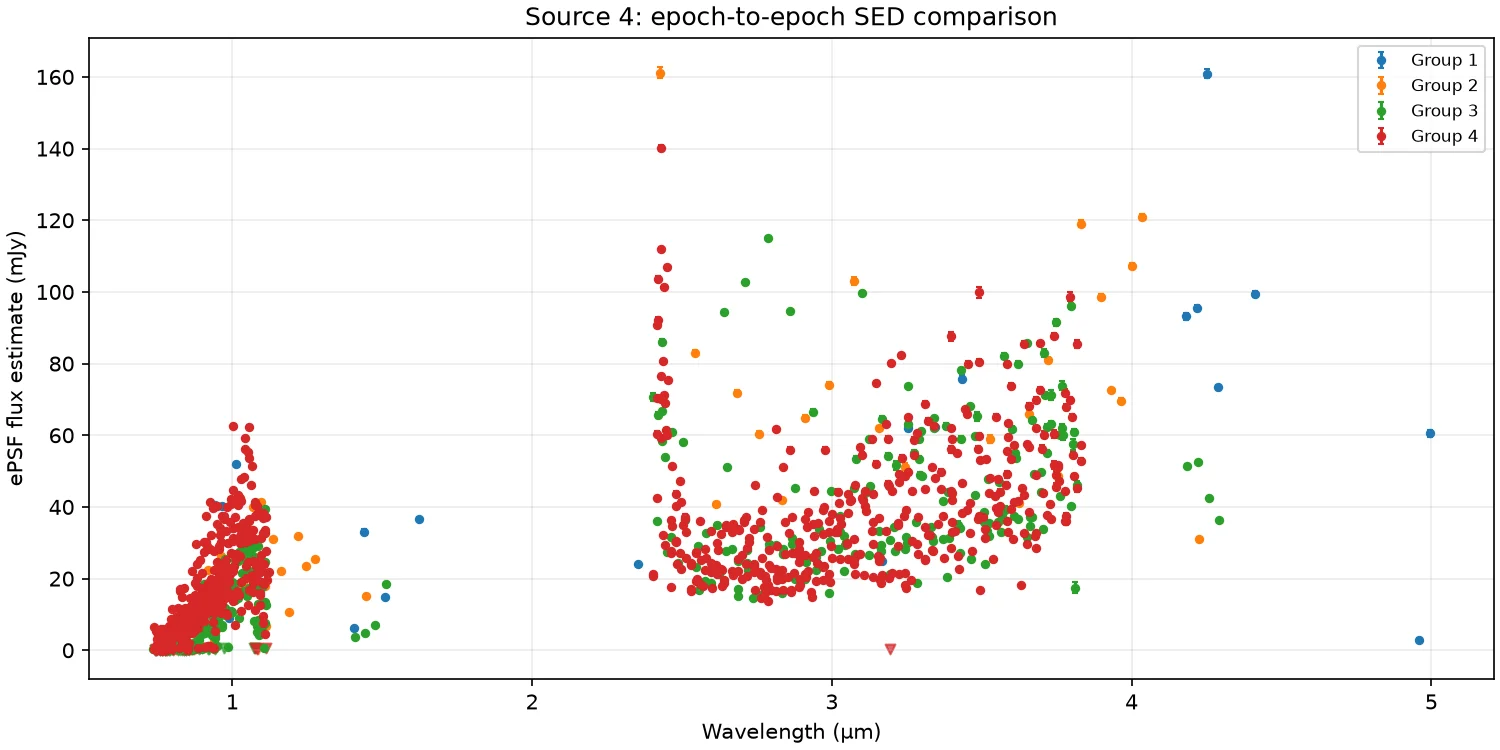 Source 4: epoch-to-epoch SED comparison
ePSF flux estimate (mJy)
160
140
120
100
80
60
40
20
0
1
2
3
4
5
Wavelength (µm)
Group 1
Group 2
Group 3
Group 4